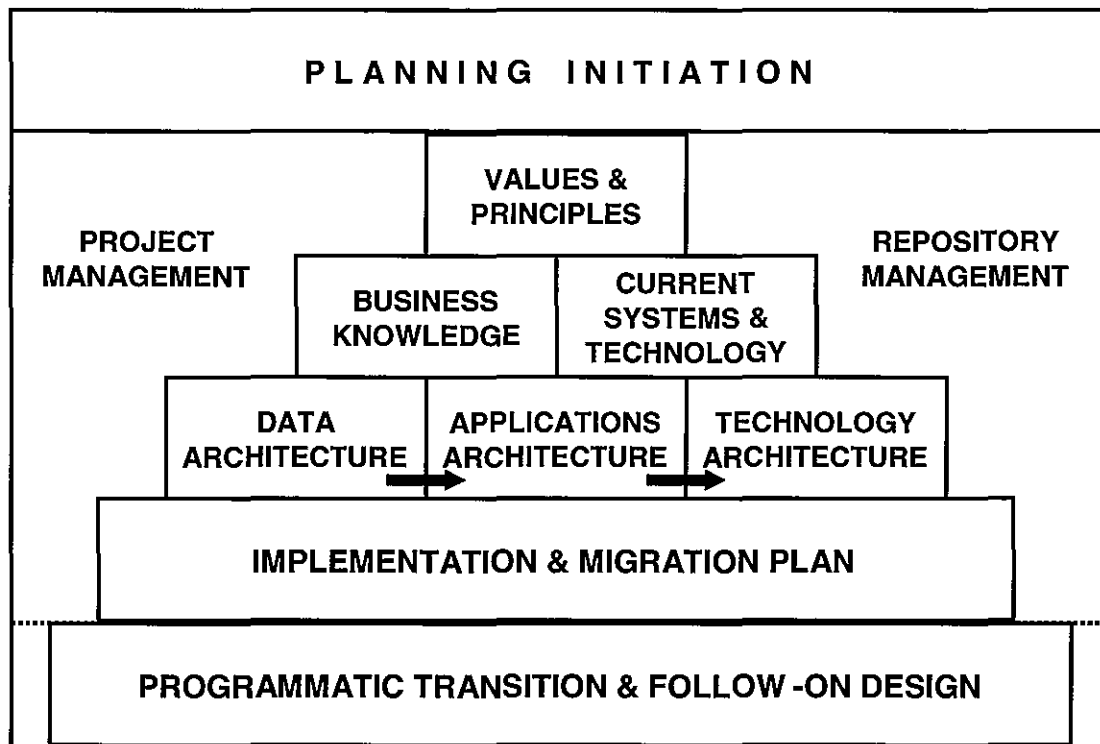 PLANNING INITIATION
VALUES &
PRINCIPLES
PROJECT
MANAGEMENT
REPOSITORY
MANAGEMENT
BUSINESS
KNOWLEDGE
CURRENT
SYSTEMS &
TECHNOLOGY
DATA
ARCHITECTURE
APPLICATIONS
ARCHITECTURE
TECHNOLOGY
ARCHITECTURE
IMPLEMENTATION & MIGRATION PLAN
PROGRAMMATIC TRANSITION & FOLLOW -ON DESIGN